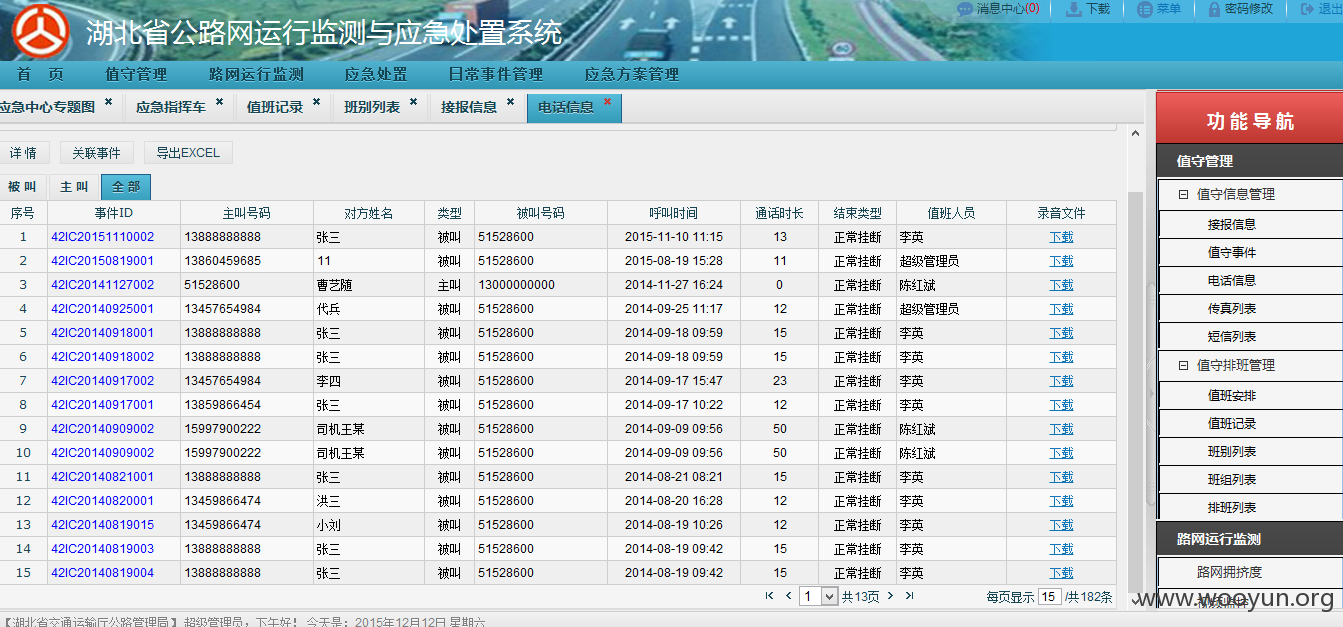 消息中心(0) 下载 菜单 密码修改 退出
湖北省公路网运行监测与应急处置系统
首 页 值守管理 路网运行监测 应急处置 日常事件管理 应急方案管理
应急中心专题图 × 应急指挥车 × 值班记录 × 班别列表 × 接报信息 × 电话信息 ×
详 情 关联事件 导出EXCEL
被 叫 主 叫 全 部
序号 事件ID 主叫号码 对方姓名 类型 被叫号码 呼叫时间 通话时长 结束类型 值班人员 录音文件
1 42IC20151110002 13888888888 张三 被叫 51528600 2015-11-10 11:15 13 正常挂断 李英 下载
2 42IC20150819001 13860459685 11 被叫 51528600 2015-08-19 15:28 11 正常挂断 超级管理员 下载
3 42IC20141127002 51528600 曹艺随 主叫 13000000000 2014-11-27 16:24 0 正常挂断 陈红斌 下载
4 42IC20140925001 13457654984 代兵 被叫 51528600 2014-09-25 11:17 12 正常挂断 超级管理员 下载
5 42IC20140918001 13888888888 张三 被叫 51528600 2014-09-18 09:59 15 正常挂断 李英 下载
6 42IC20140918002 13888888888 张三 被叫 51528600 2014-09-18 09:59 15 正常挂断 李英 下载
7 42IC20140917002 13457654984 李四 被叫 51528600 2014-09-17 15:47 23 正常挂断 李英 下载
8 42IC20140917001 13859866454 张三 被叫 51528600 2014-09-17 10:22 12 正常挂断 李英 下载
9 42IC20140909002 15997900222 司机王某 被叫 51528600 2014-09-09 09:56 50 正常挂断 陈红斌 下载
10 42IC20140909002 15997900222 司机王某 被叫 51528600 2014-09-09 09:56 50 正常挂断 陈红斌 下载
11 42IC20140821001 13888888888 张三 被叫 51528600 2014-08-21 08:21 15 正常挂断 李英 下载
12 42IC20140820001 13459866474 洪三 被叫 51528600 2014-08-20 16:28 12 正常挂断 李英 下载
13 42IC20140819015 13459866474 小刘 被叫 51528600 2014-08-19 10:26 12 正常挂断 李英 下载
14 42IC20140819003 13888888888 张三 被叫 51528600 2014-08-19 09:42 15 正常挂断 李英 下载
15 42IC20140819004 13888888888 张三 被叫 51528600 2014-08-19 09:42 15 正常挂断 李英 下载
1 共13页 每页显示 15 /共182条
功能导航
值守管理
值守信息管理
接报信息
值守事件
电话信息
传真列表
短信列表
值守排班管理
值班安排
值班记录
班别列表
班组列表
排班列表
路网运行监测
路网拥挤度
www.wooyun.org
【湖北省交通运输厅公路管理局】超级管理员，下午好！ 今天是：2015年12月12日 星期六